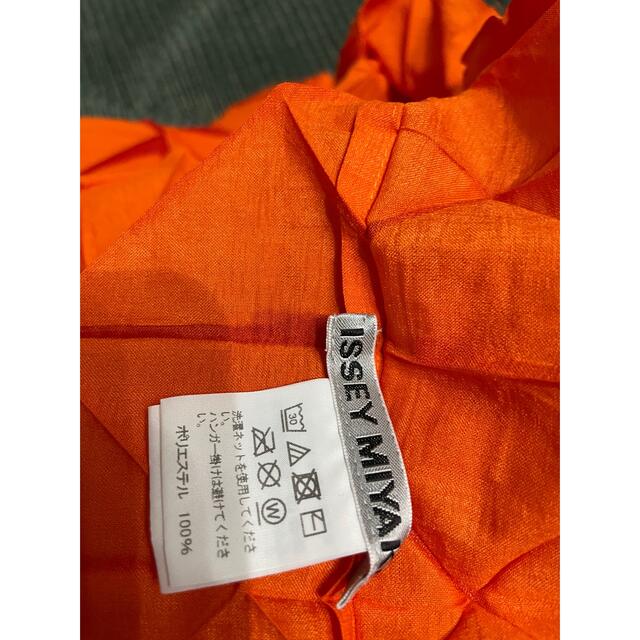 ISSEY MIYA
30
W
洗濯ネットを使用してくださ
い。
ハンガー掛けは避けてくださ
い。
ポリエステル 100%